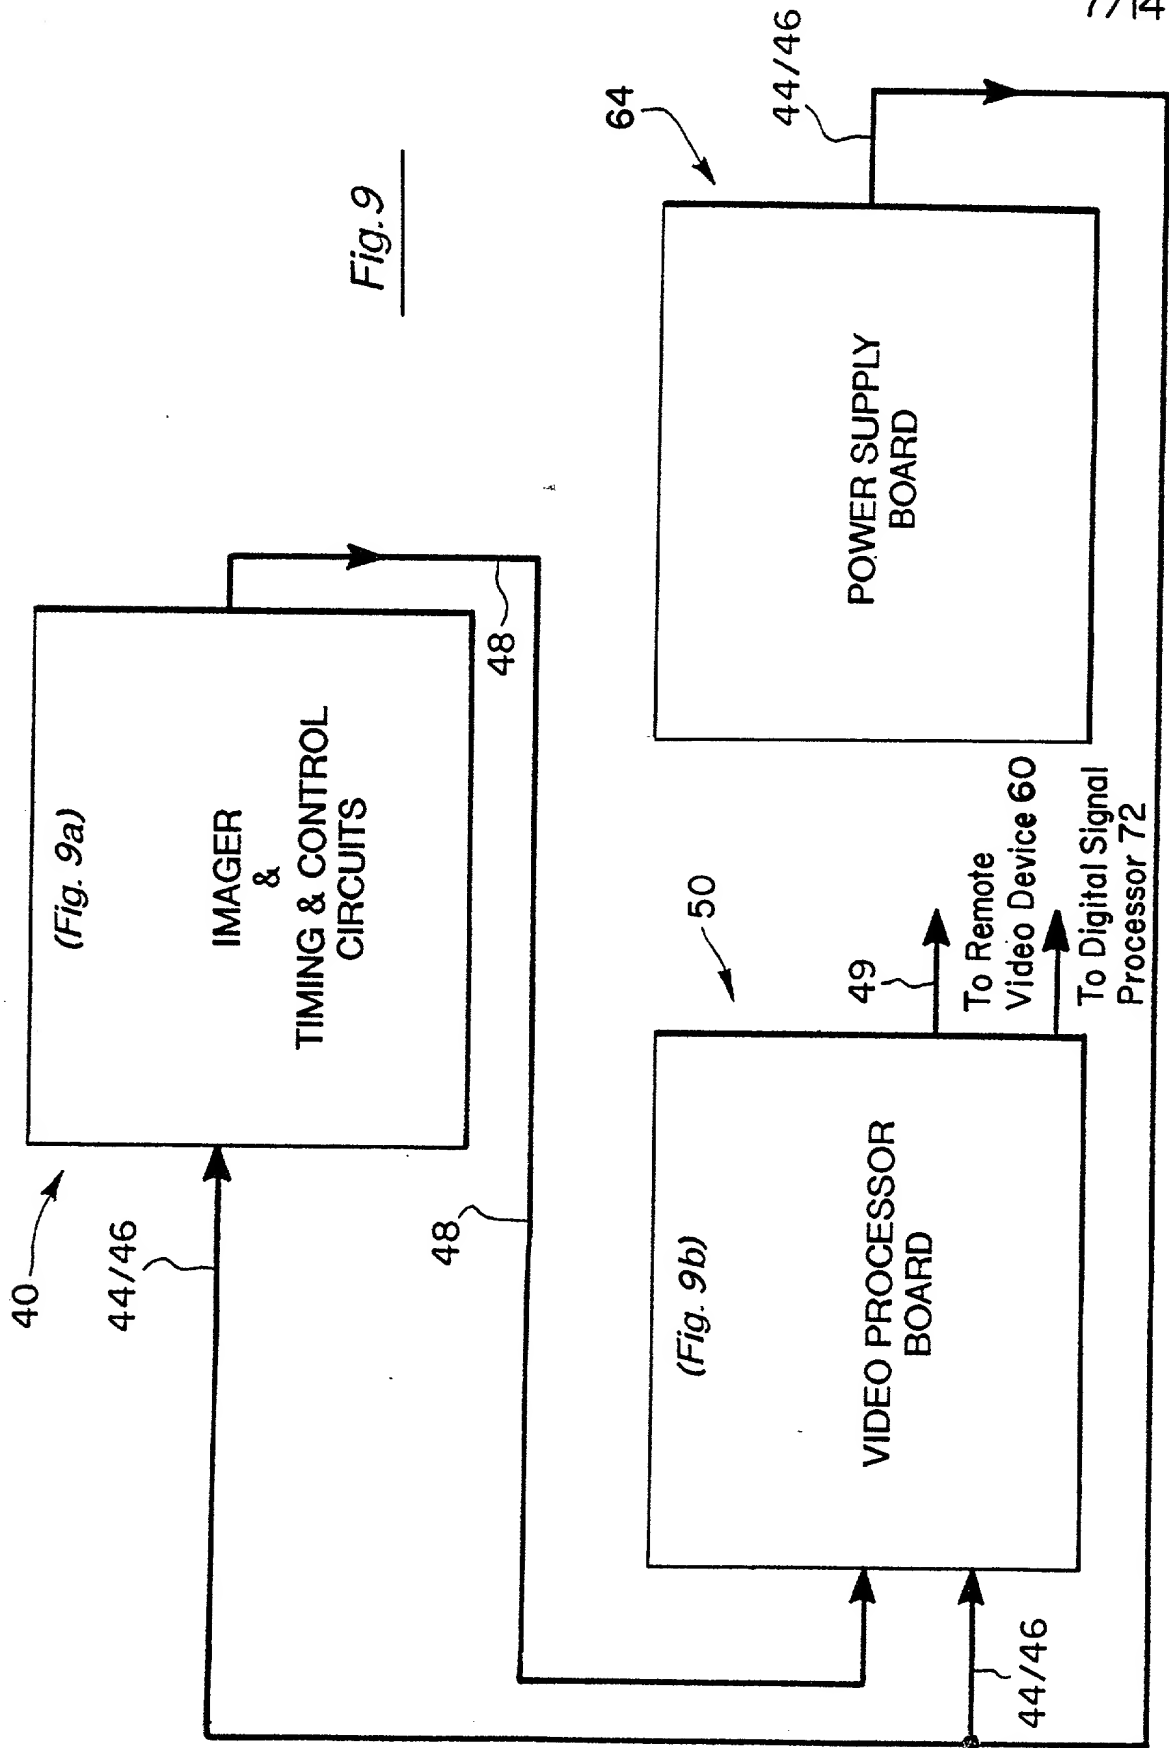 7/14
Fig.9
40
(Fig. 9a)
IMAGER
&
TIMING & CONTROL
CIRCUITS
44/46
48
48
50
(Fig. 9b)
VIDEO PROCESSOR
BOARD
44/46
49
To Remote
Video Device 60
To Digital Signal
Processor 72
64
POWER SUPPLY
BOARD
44/46